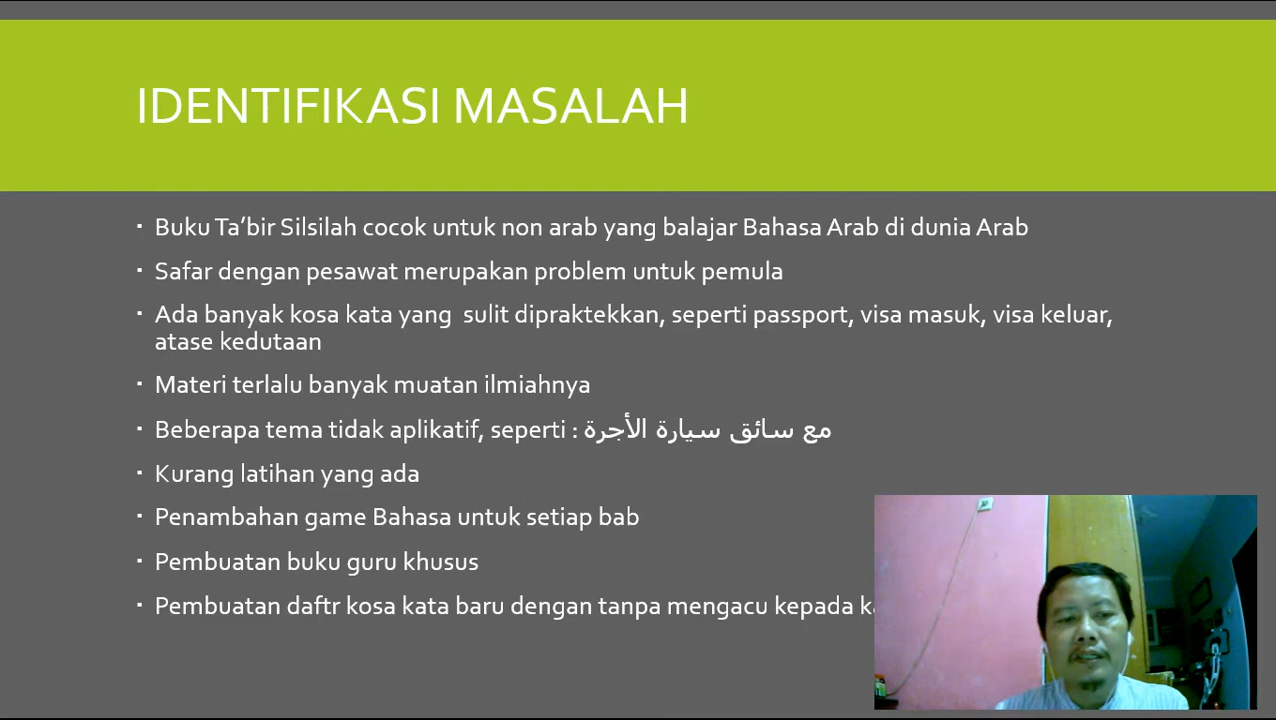 IDENTIFIKASI MASALAH
Buku Ta’bir Silsilah cocok untuk non arab yang balajar Bahasa Arab di dunia Arab
Safar dengan pesawat merupakan problem untuk pemula
Ada banyak kosa kata yang sulit dipraktekkan, seperti passport, visa masuk, visa keluar,
atase kedutaan
Materi terlalu banyak muatan ilmiahnya
Beberapa tema tidak aplikatif, seperti : مع سائق سيارة الأجرة
Kurang latihan yang ada
Penambahan game Bahasa untuk setiap bab
Pembuatan buku guru khusus
Pembuatan daftr kosa kata baru dengan tanpa mengacu kepada